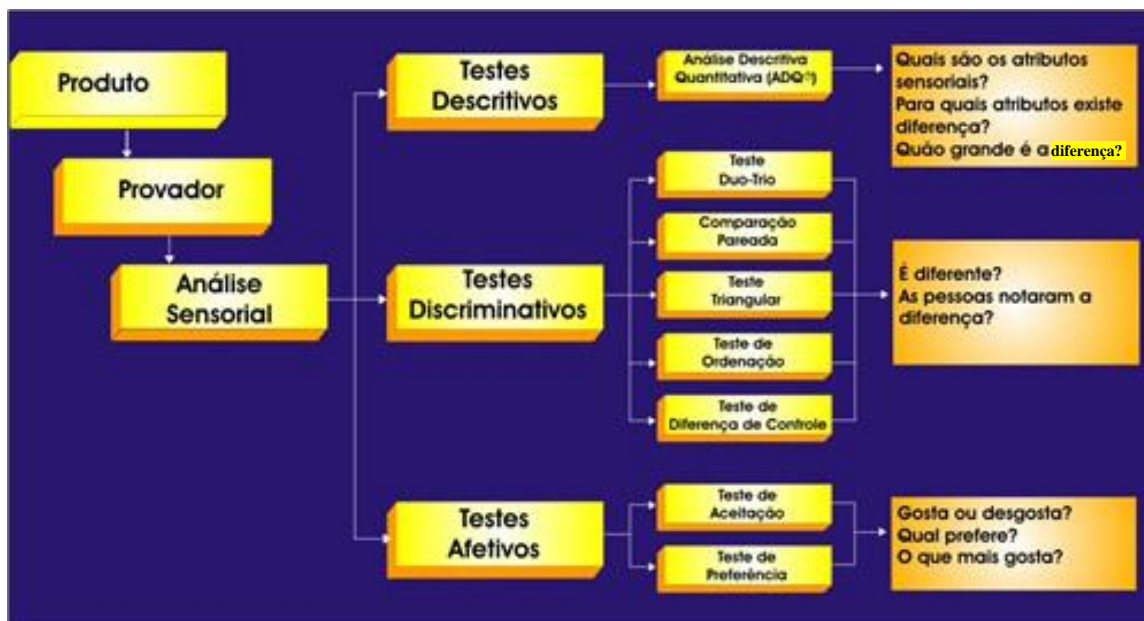 Produto
Provador
Análise
Sensorial
Testes
Descritivos
Análise Descritiva
Quantitativa (ADQ®)
Quais são os atributos
sensoriais?
Para quais atributos existe
diferença?
Quão grande é a diferença?
Testes
Discriminativos
Teste
Duo-Trio
Comparação
Pareada
Teste
Triangular
Teste de
Ordenação
Teste de
Diferença de Controle
É diferente?
As pessoas notaram a
diferença?
Testes
Afetivos
Teste de
Aceitação
Teste de
Preferência
Gosta ou desgosta?
Qual prefere?
O que mais gosta?